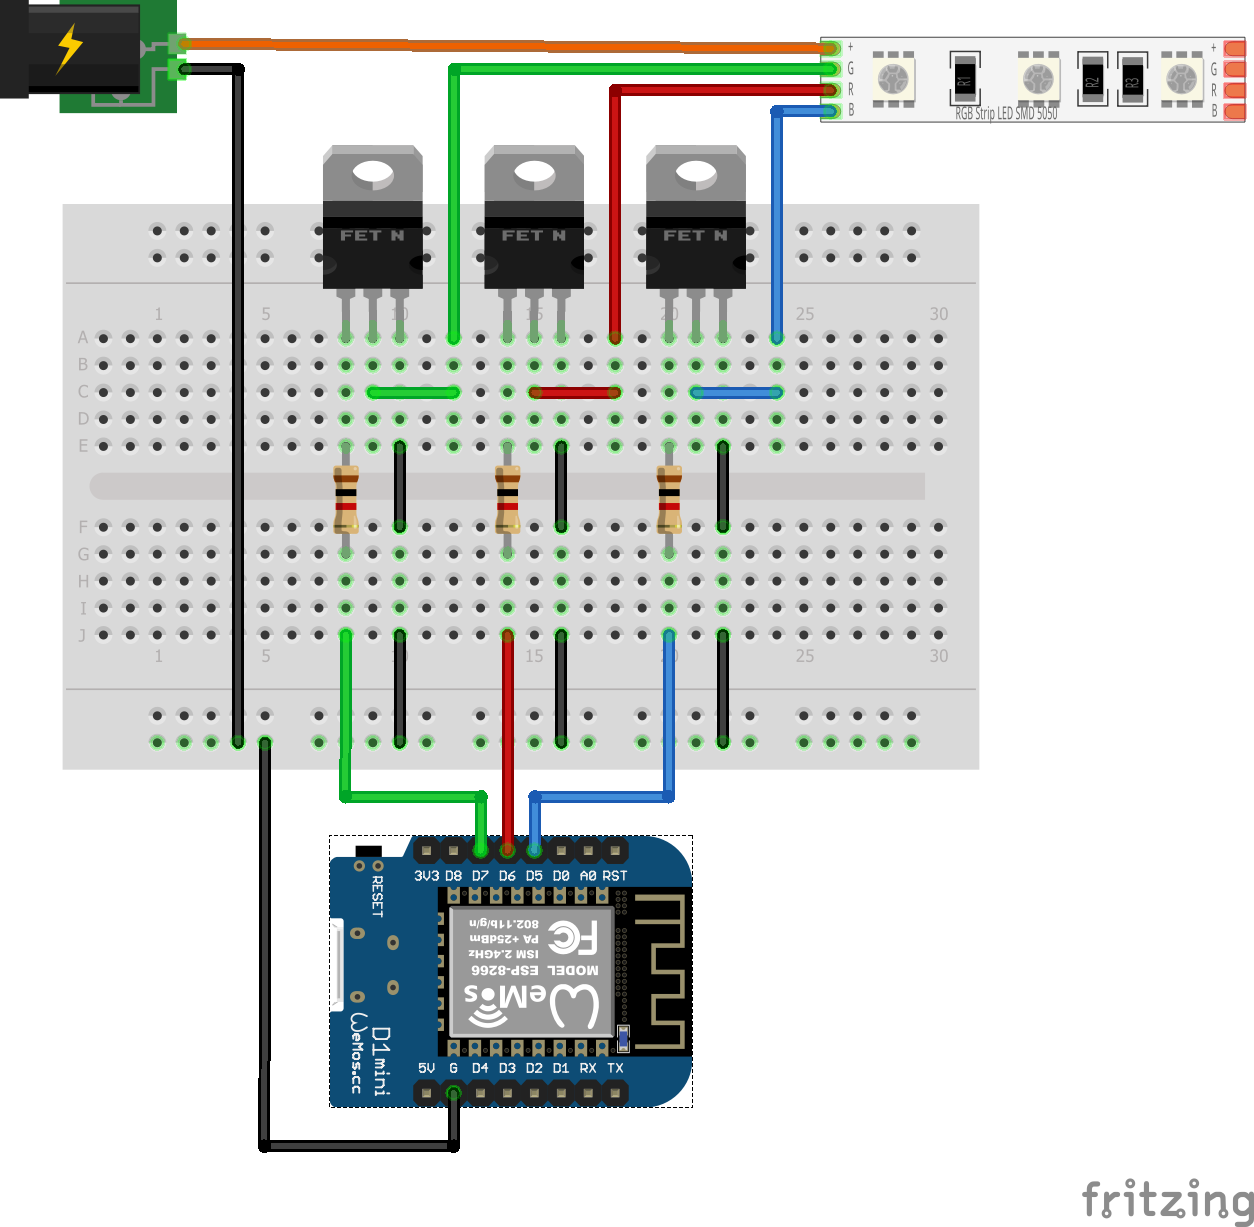 + +
G G
R R
B B
R1 R2 R3
RGB Strip LED SMD 5050
FET N FET N FET N
1 5 10 15 20 25 30
A
B
C
D
E
F
G
H
I
J
1 5 10 15 20 25 30
3V3 D8 D7 D6 D5 D0 A0 RST
RESET
802.11b/g/n
PA +25dBm
ISM 2.4GHz
FC
MODEL ESP-8266
WeMos
D1mini
WeMos.cc
5V G D4 D3 D2 D1 RX TX
fritzing